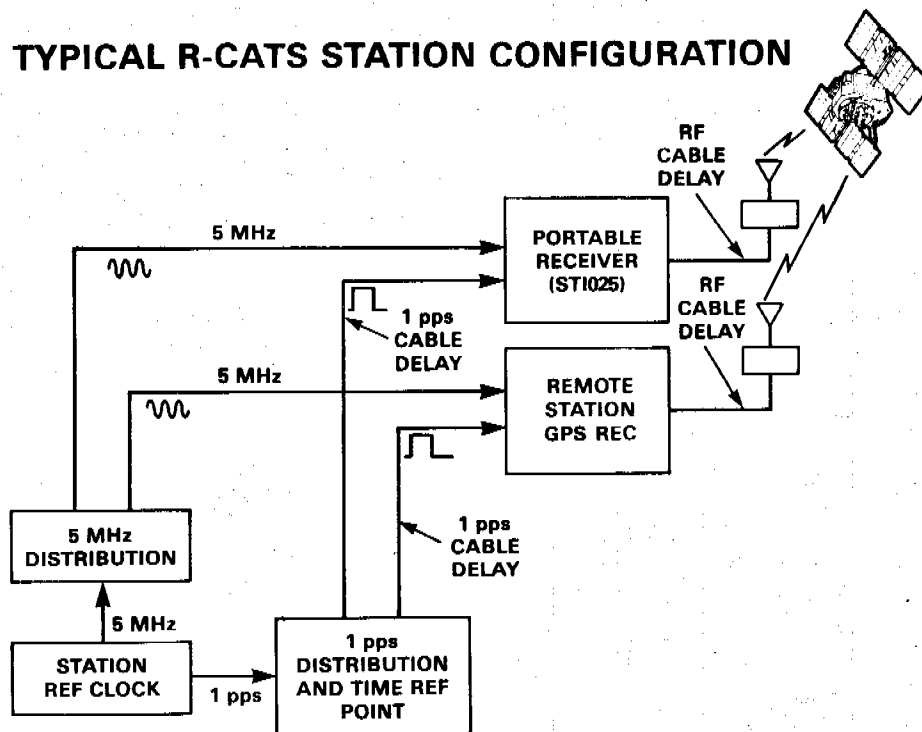 TYPICAL R-CATS STATION CONFIGURATION
RF
CABLE
DELAY
5 MHz
PORTABLE
RECEIVER
(STI025)
RF
CABLE
DELAY
1 pps
CABLE
DELAY
5 MHz
REMOTE
STATION
GPS REC
1 pps
CABLE
DELAY
5 MHz
DISTRIBUTION
5 MHz
STATION
REF CLOCK
1 pps
1 pps
DISTRIBUTION
AND TIME REF
POINT